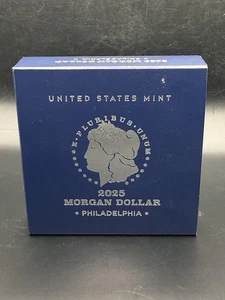 UNITED STATES MINT
★ E·PLURIBUS·UNUM ★
2025
MORGAN DOLLAR
• PHILADELPHIA •